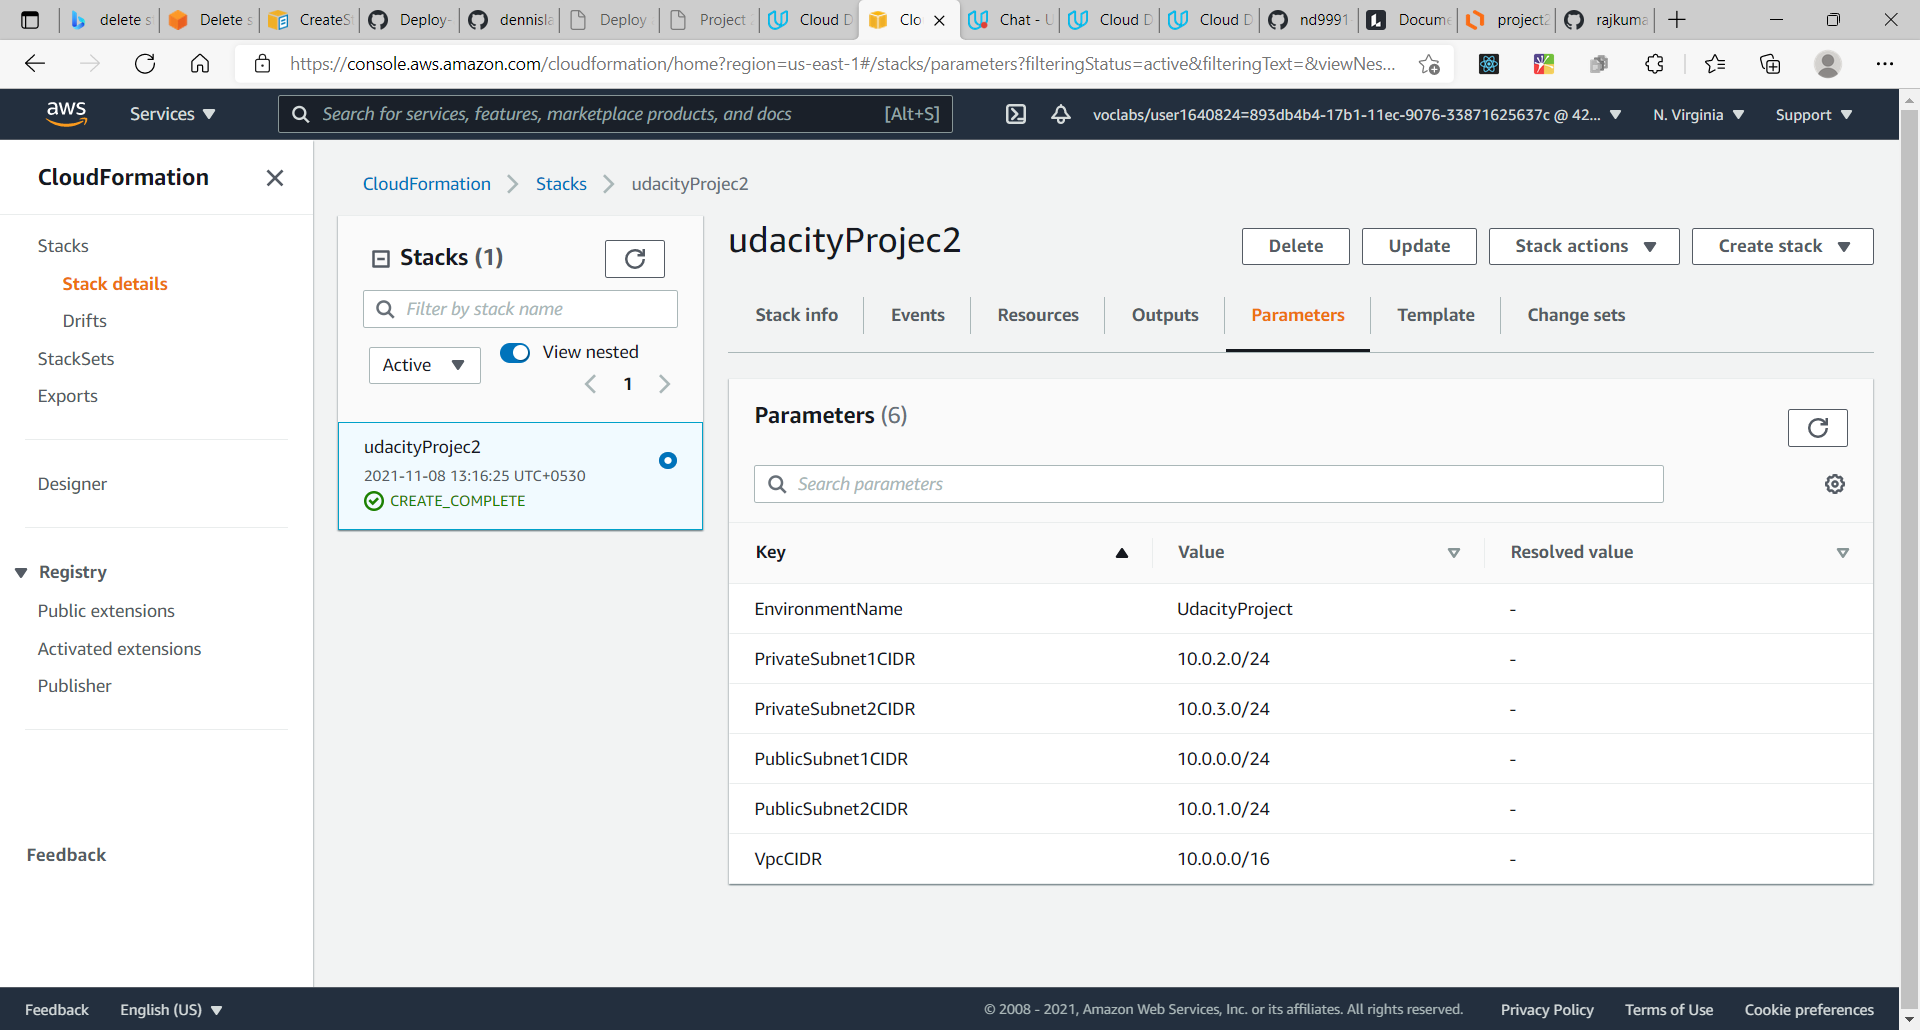 delete s
Delete s
CreateSt
Deploy-
dennisla
Deploy
Project
Cloud D
Clo
Chat - U
Cloud D
Cloud D
nd9991
Docume
project2
rajkuma
https://console.aws.amazon.com/cloudformation/home?region=us-east-1#/stacks/parameters?filteringStatus=active&filteringText=&viewNes...
aws
Services
Search for services, features, marketplace products, and docs
[Alt+S]
voclabs/user1640824=893db4b4-17b1-11ec-9076-33871625637c @ 42...
N. Virginia
Support
CloudFormation
Stacks
Stack details
Drifts
StackSets
Exports
Designer
Registry
Public extensions
Activated extensions
Publisher
Feedback
CloudFormation
Stacks
udacityProjec2
Stacks (1)
Filter by stack name
Active
View nested
1
udacityProjec2
2021-11-08 13:16:25 UTC+0530
CREATE_COMPLETE
udacityProjec2
Delete
Update
Stack actions
Create stack
Stack info
Events
Resources
Outputs
Parameters
Template
Change sets
Parameters (6)
Search parameters
Key Value Resolved value
EnvironmentName UdacityProject -
PrivateSubnet1CIDR 10.0.2.0/24 -
PrivateSubnet2CIDR 10.0.3.0/24 -
PublicSubnet1CIDR 10.0.0.0/24 -
PublicSubnet2CIDR 10.0.1.0/24 -
VpcCIDR 10.0.0.0/16 -
Feedback
English (US)
© 2008 - 2021, Amazon Web Services, Inc. or its affiliates. All rights reserved.
Privacy Policy
Terms of Use
Cookie preferences